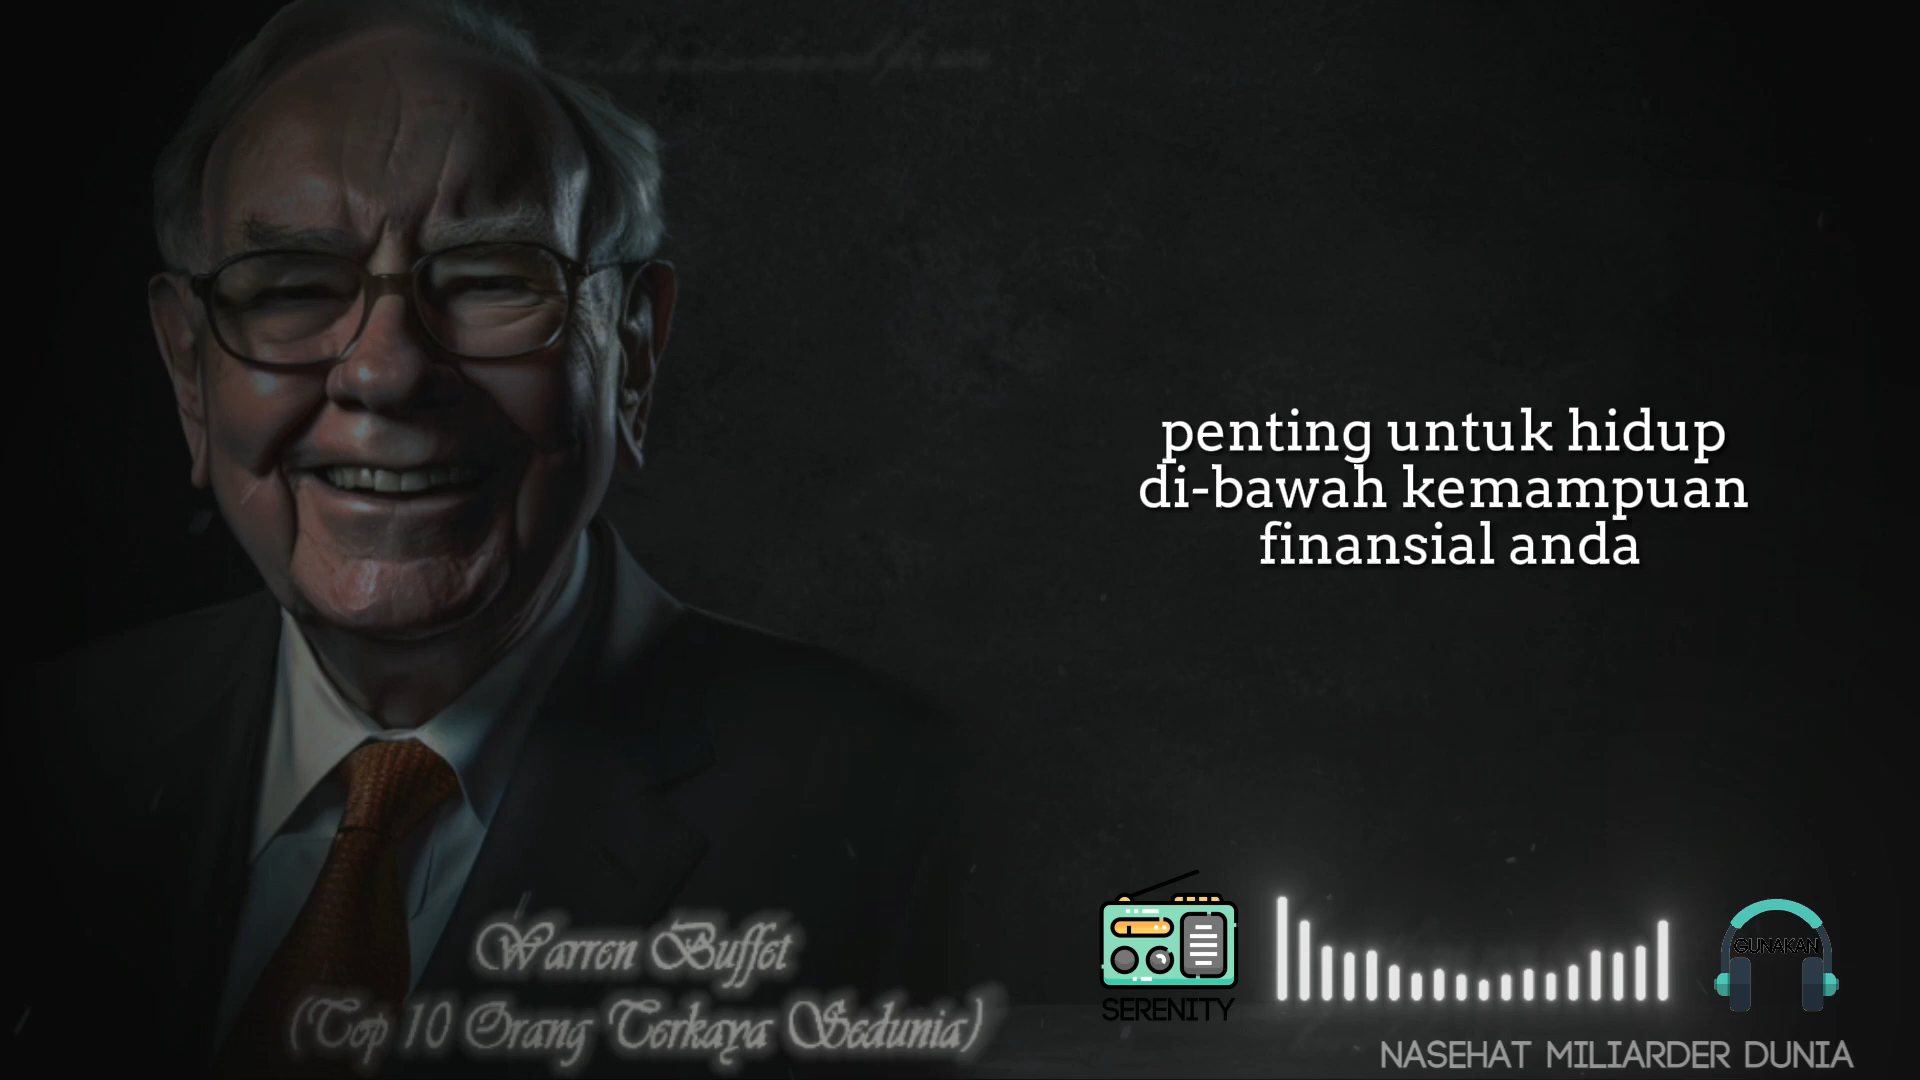 penting untuk hidup
di-bawah kemampuan
finansial anda
Warren Buffet
(Top 10 Orang Terkaya Sedunia)
SERENITY
GUNAKAN
NASEHAT MILIARDER DUNIA